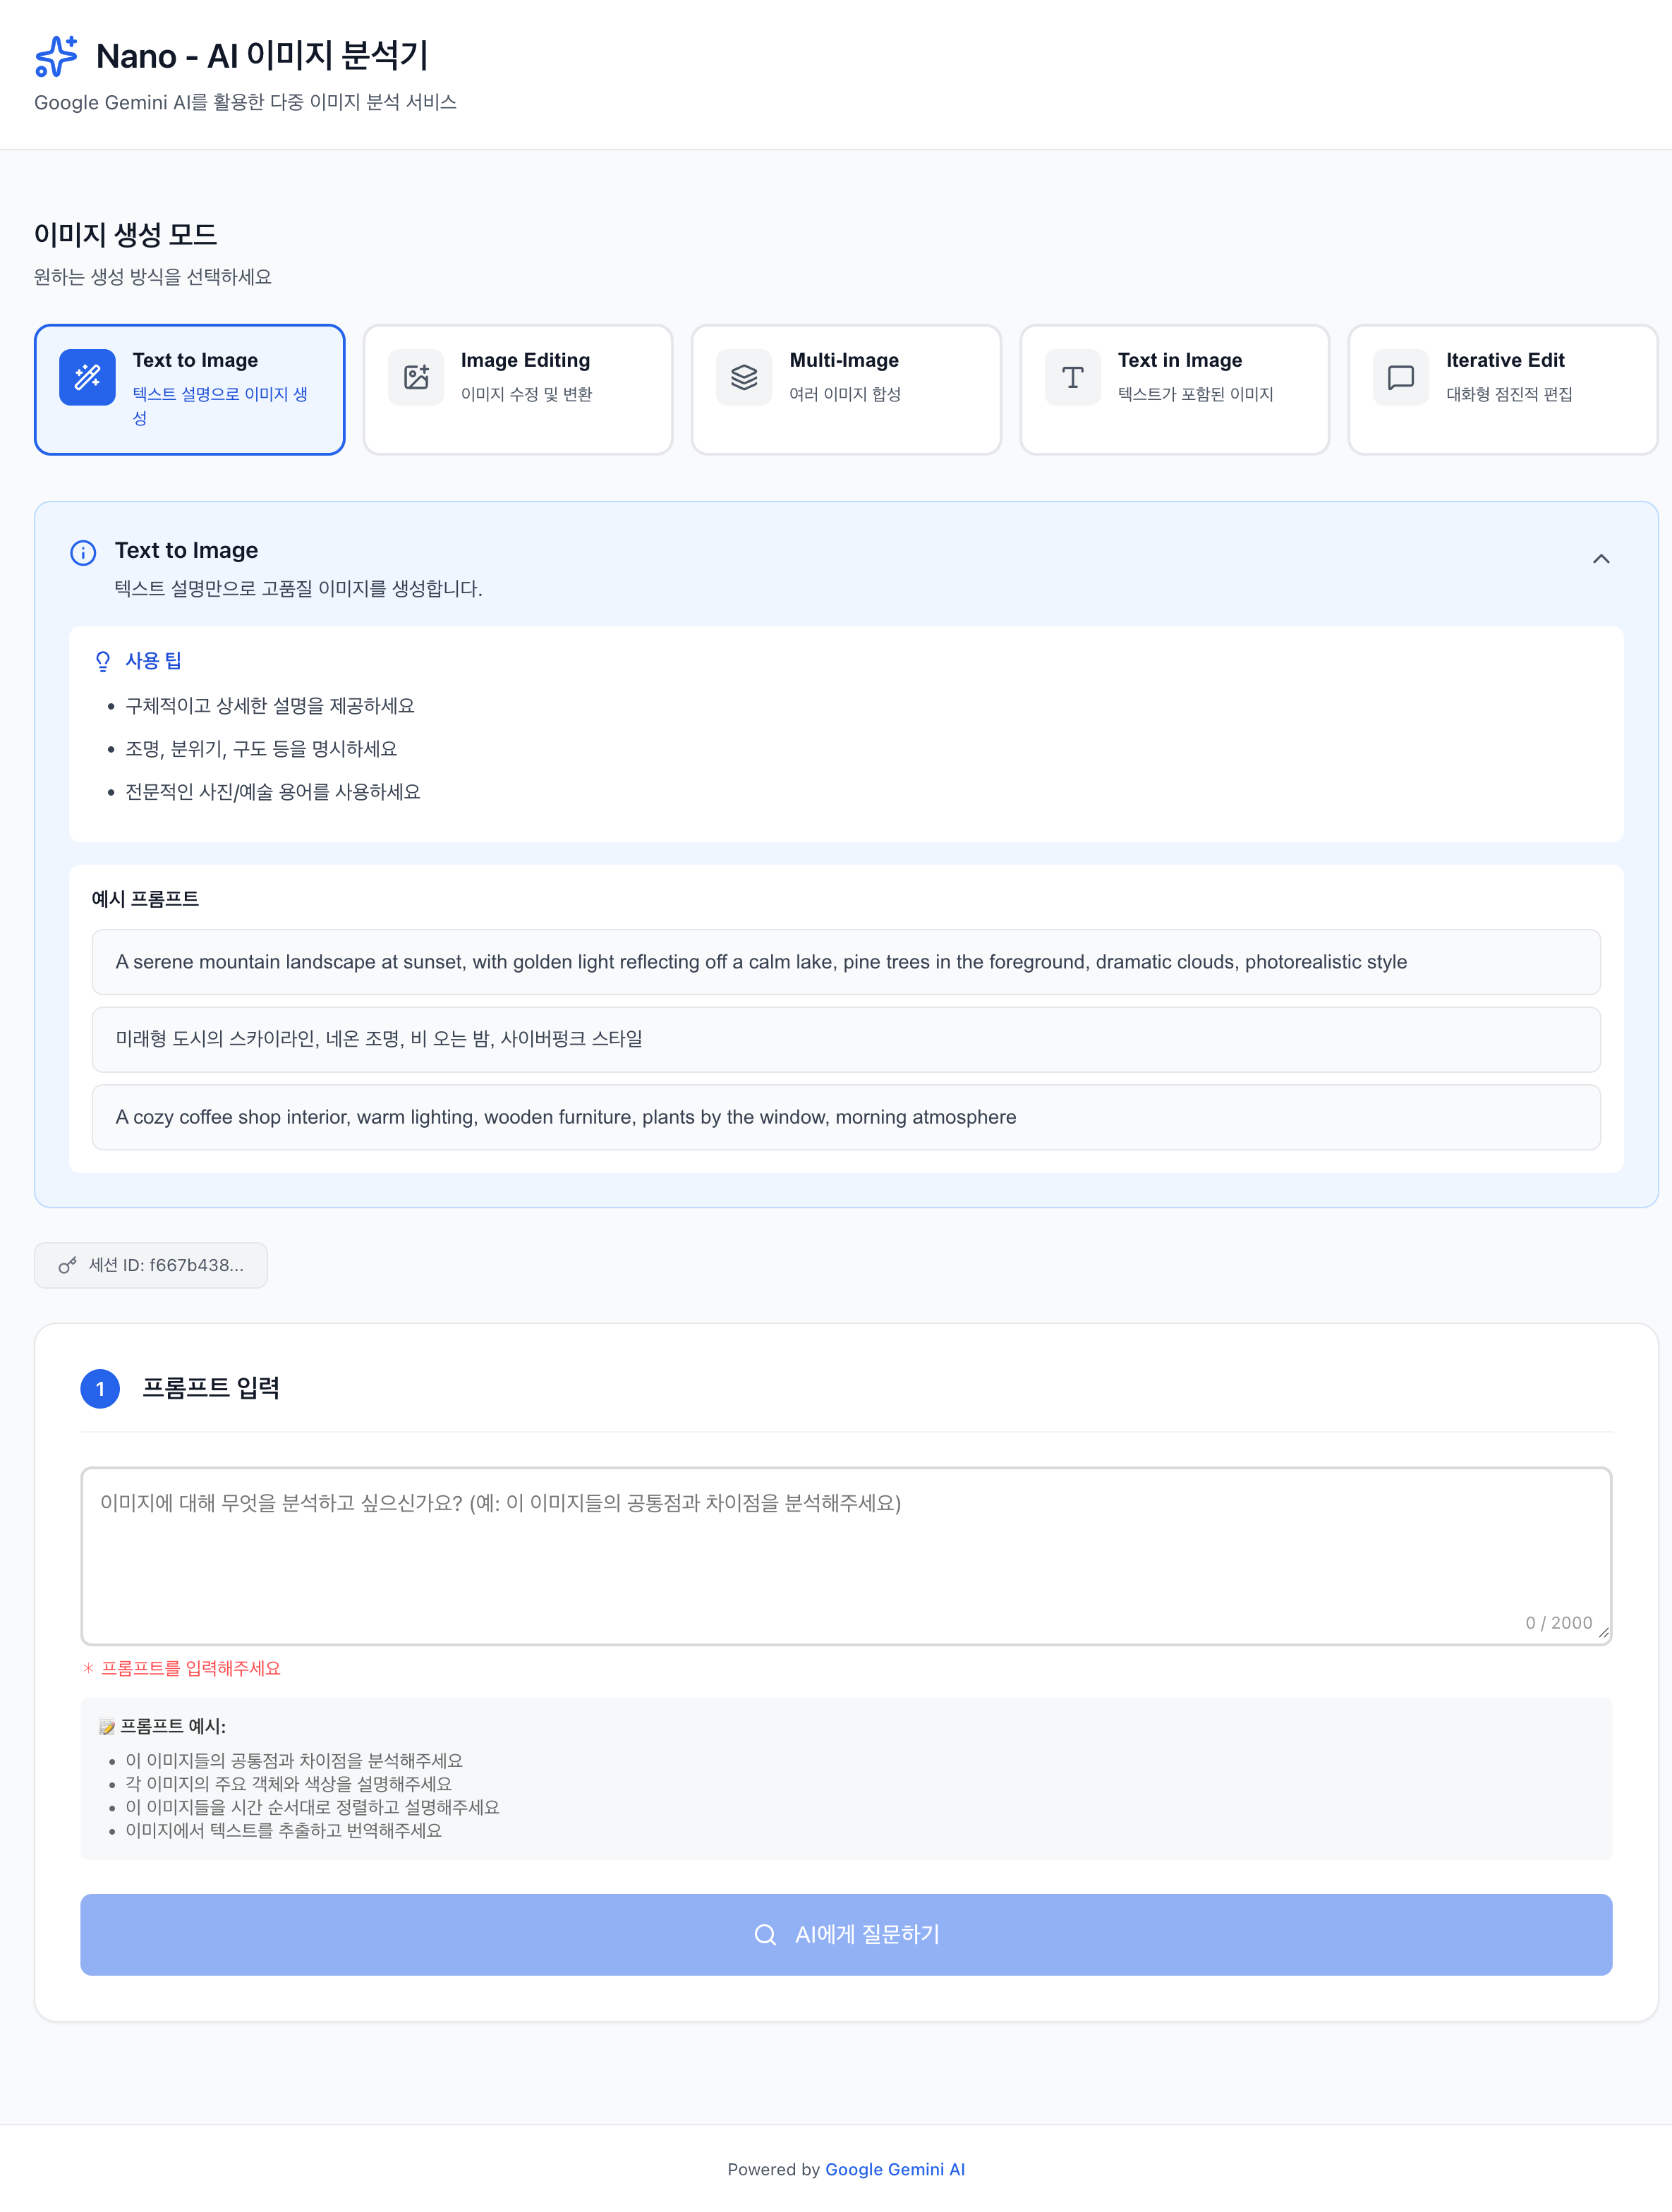 Nano - AI 이미지 분석기
Google Gemini AI를 활용한 다중 이미지 분석 서비스
이미지 생성 모드
원하는 생성 방식을 선택하세요
Text to Image
텍스트 설명으로 이미지 생
성
Image Editing
이미지 수정 및 변환
Multi-Image
여러 이미지 합성
Text in Image
텍스트가 포함된 이미지
Iterative Edit
대화형 점진적 편집
Text to Image
텍스트 설명만으로 고품질 이미지를 생성합니다.
사용 팁
• 구체적이고 상세한 설명을 제공하세요
• 조명, 분위기, 구도 등을 명시하세요
• 전문적인 사진/예술 용어를 사용하세요
예시 프롬프트
A serene mountain landscape at sunset, with golden light reflecting off a calm lake, pine trees in the foreground, dramatic clouds, photorealistic style
미래형 도시의 스카이라인, 네온 조명, 비 오는 밤, 사이버펑크 스타일
A cozy coffee shop interior, warm lighting, wooden furniture, plants by the window, morning atmosphere
세션 ID: f667b438...
1 프롬프트 입력
이미지에 대해 무엇을 분석하고 싶으신가요? (예: 이 이미지들의 공통점과 차이점을 분석해주세요)
0 / 2000
* 프롬프트를 입력해주세요
📝 프롬프트 예시:
• 이 이미지들의 공통점과 차이점을 분석해주세요
• 각 이미지의 주요 객체와 색상을 설명해주세요
• 이 이미지들을 시간 순서대로 정렬하고 설명해주세요
• 이미지에서 텍스트를 추출하고 번역해주세요
AI에게 질문하기
Powered by Google Gemini AI